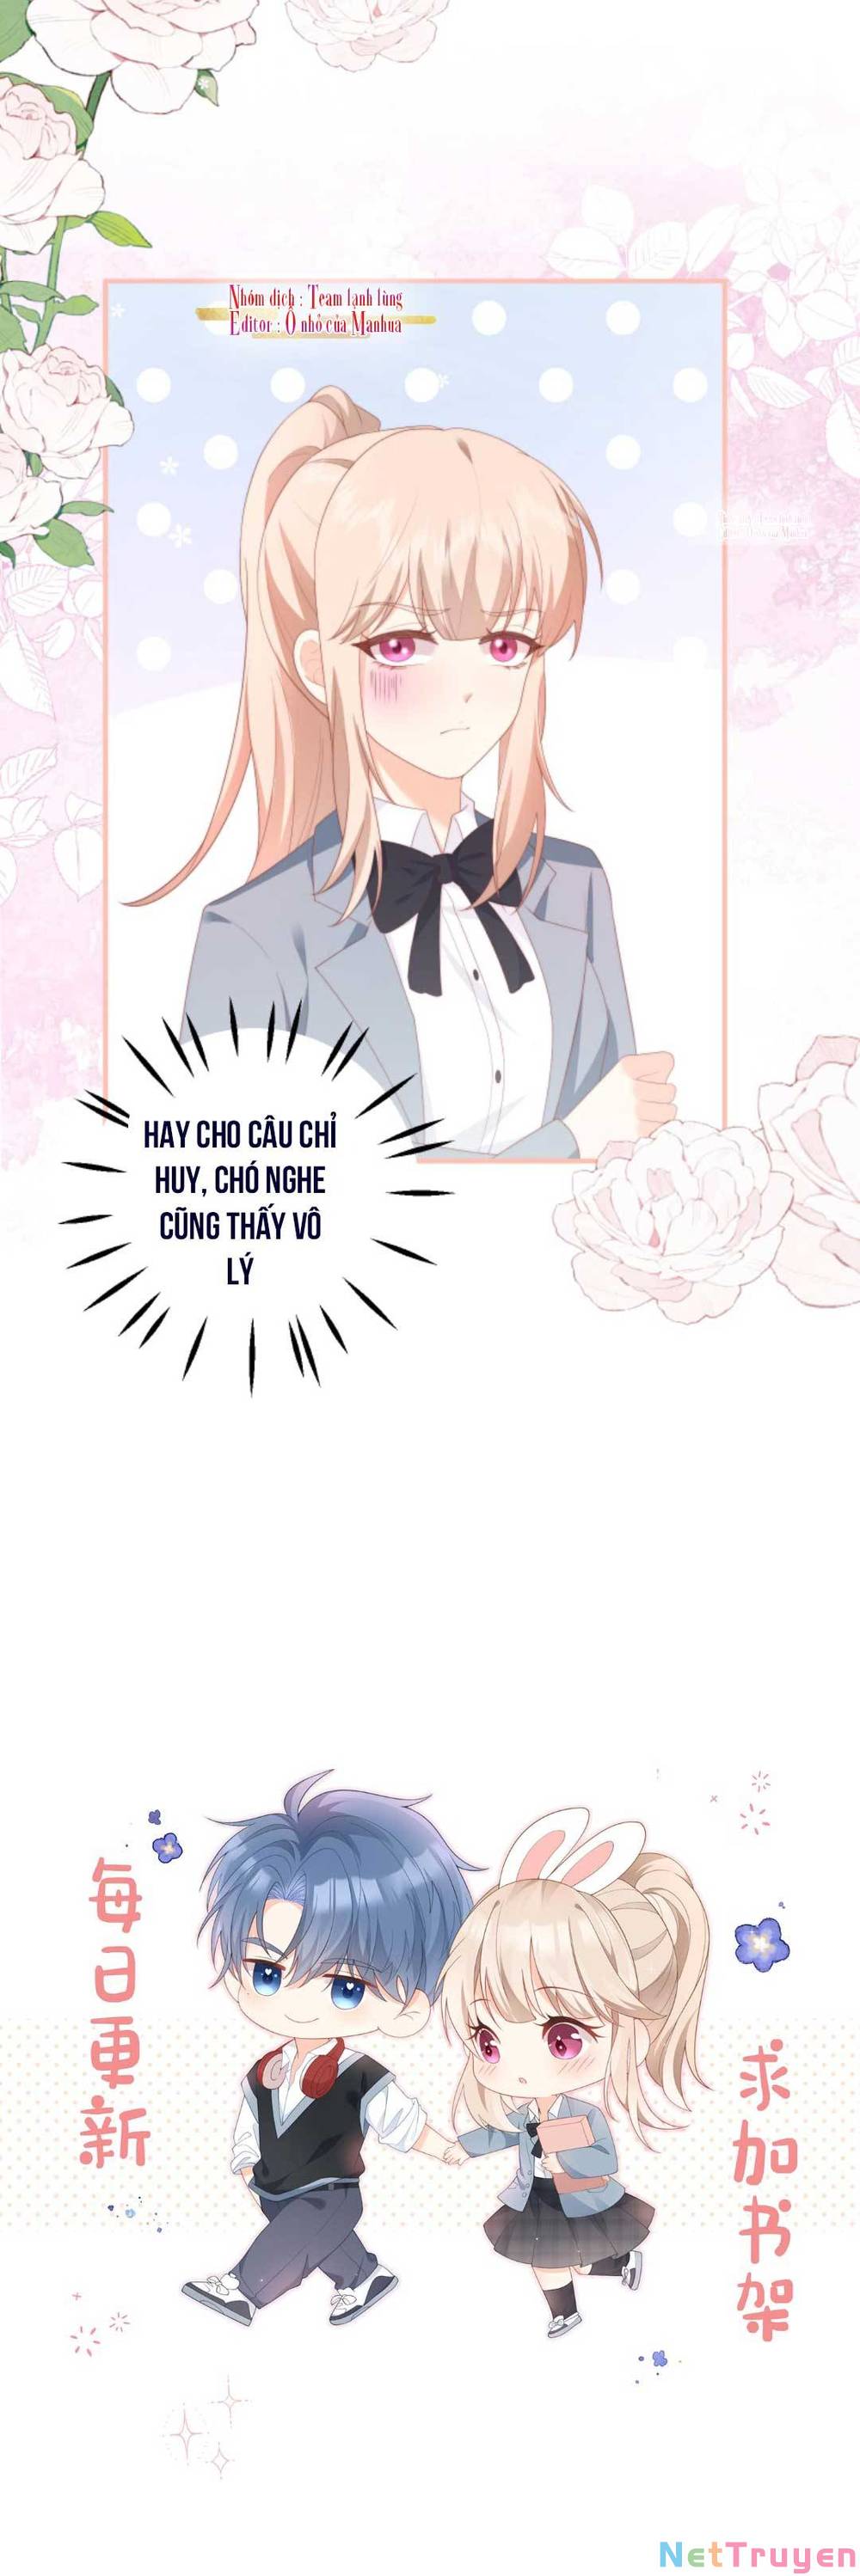 Nhóm dịch : Team lạnh lùng
Editor : Ổ nhỏ của Manhua
HAY CHO CÂU CHỈ
HUY, CHÓ NGHE
CŨNG THẤY VÔ
LÝ
每日更新
求加书架
NetTruyen